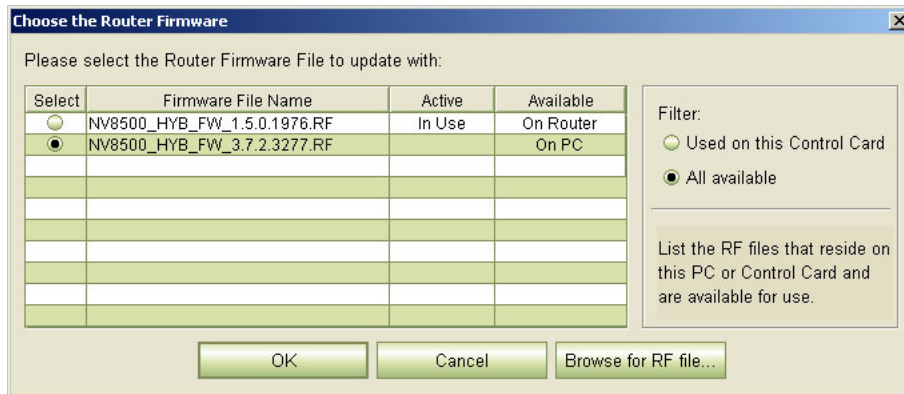 Choose the Router Firmware
Please select the Router Firmware File to update with:
Select Firmware File Name Active Available
NV8500_HYB_FW_1.5.0.1976.RF In Use On Router
NV8500_HYB_FW_3.7.2.3277.RF On PC
Filter:
Used on this Control Card
All available
List the RF files that reside on
this PC or Control Card and
are available for use.
OK Cancel Browse for RF file...